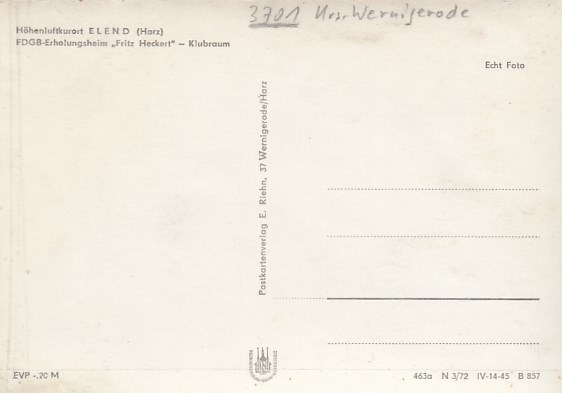 3701 Krs. Wernigerode
Höhenluftkurort ELEND (Harz)
FDGB-Erholungsheim „Fritz Heckert" – Klubraum
Echt Foto
Postkartenverlag E. Riehn, 37 Wernigerode/Harz
EVP -.20 M
463a N 3/72 IV-14-45 B 857